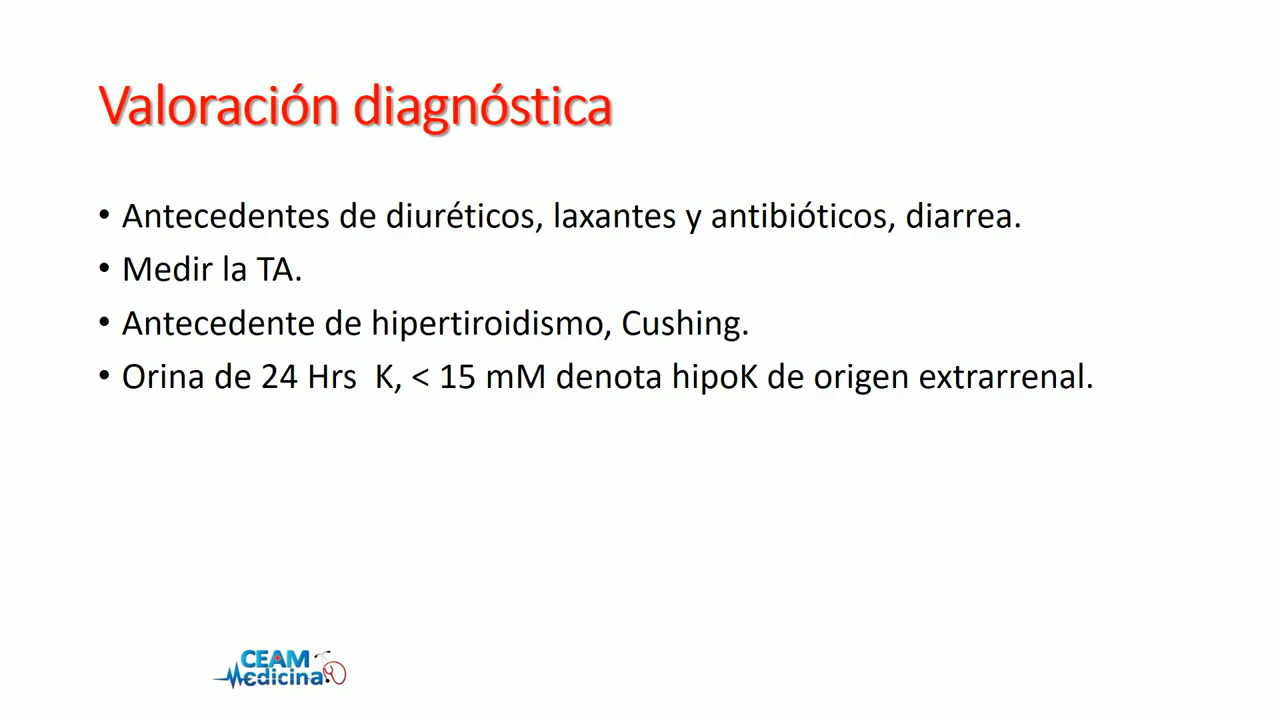 Valoración diagnóstica
• Antecedentes de diuréticos, laxantes y antibióticos, diarrea.
• Medir la TA.
• Antecedente de hipertiroidismo, Cushing.
• Orina de 24 Hrs  K, < 15 mM denota hipoK de origen extrarrenal.
CEAM
Medicina